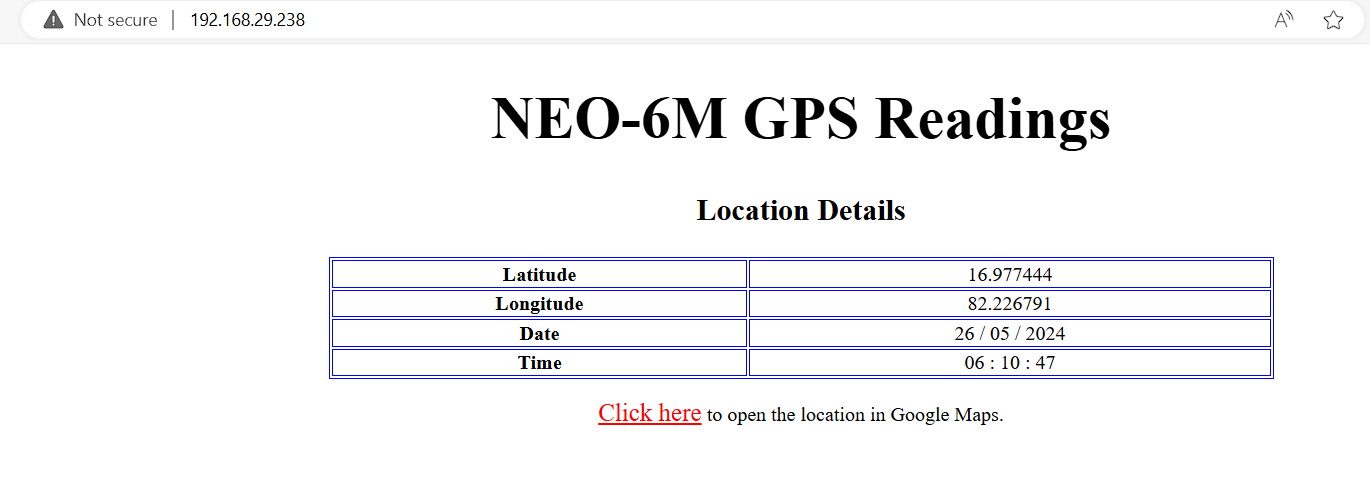 Not secure | 192.168.29.238
NEO-6M GPS Readings
Location Details
Latitude 16.977444
Longitude 82.226791
Date 26 / 05 / 2024
Time 06 : 10 : 47
Click here to open the location in Google Maps.